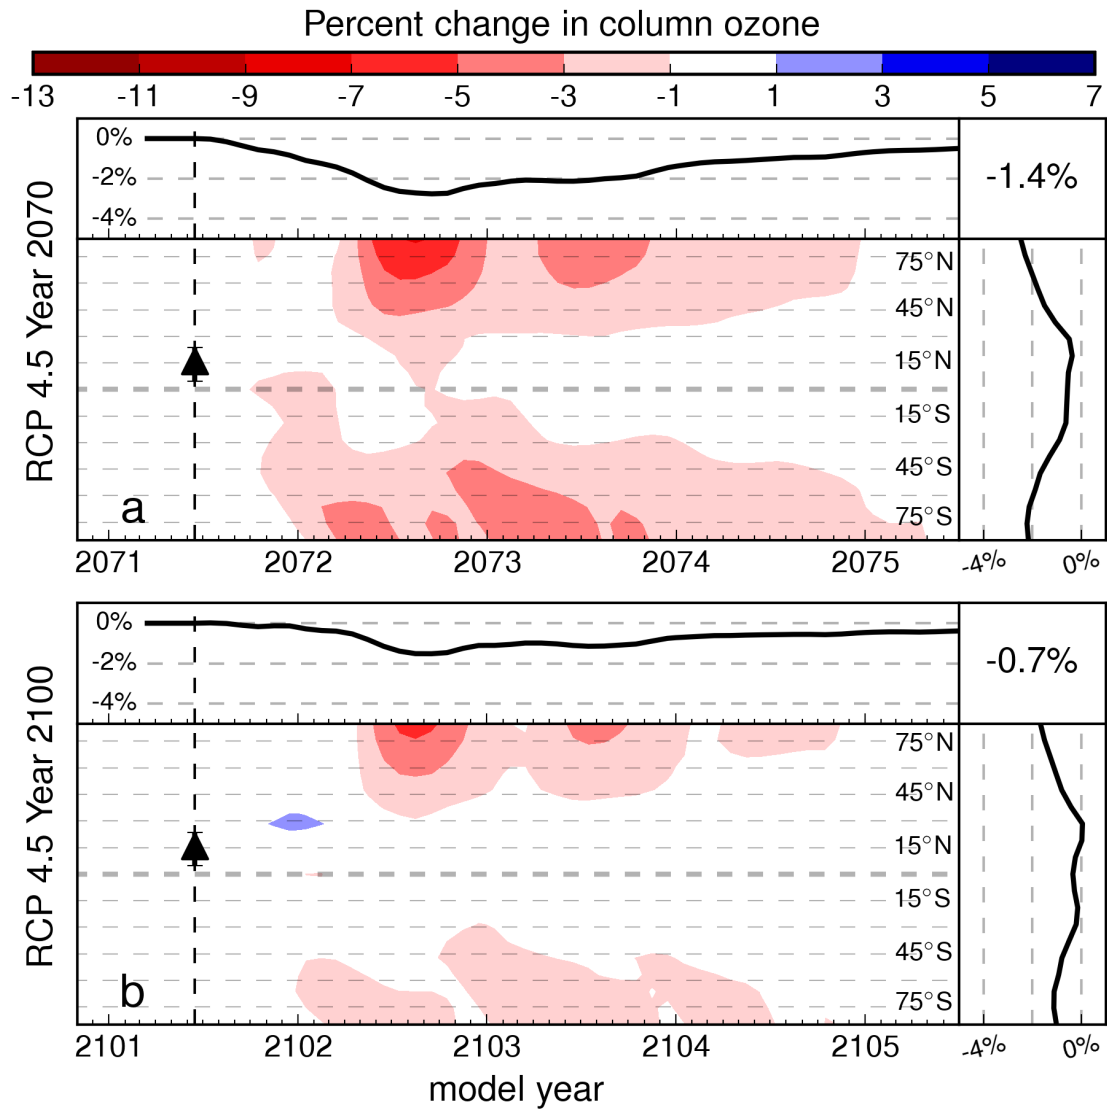 Percent change in column ozone
-13 -11 -9 -7 -5 -3 -1 1 3 5 7
RCP 4.5 Year 2070
0%
-2%
-4%
-1.4%
75°N
45°N
15°N
15°S
45°S
75°S
a
2071 2072 2073 2074 2075
-4% 0%
RCP 4.5 Year 2100
0%
-2%
-4%
-0.7%
75°N
45°N
15°N
15°S
45°S
75°S
b
2101 2102 2103 2104 2105
-4% 0%
model year